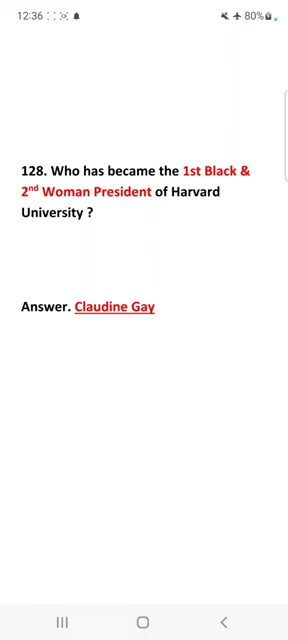 12:36 80%
128. Who has became the 1st Black &
2nd Woman President of Harvard
University ?
Answer. Claudine Gay